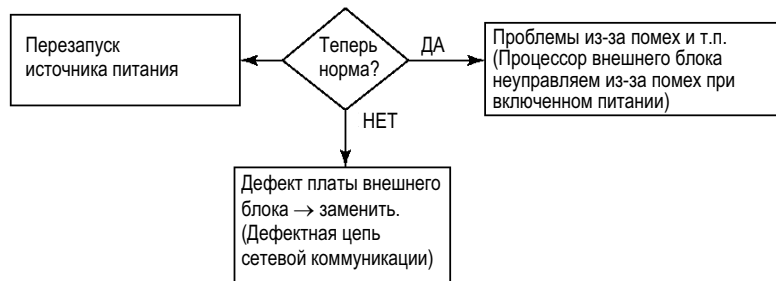 Перезапуск
источника питания
Теперь
норма?
ДА
Проблемы из-за помех и т.п.
(Процессор внешнего блока
неуправляем из-за помех при
включенном питании)
НЕТ
Дефект платы внешнего
блока → заменить.
(Дефектная цепь
сетевой коммуникации)